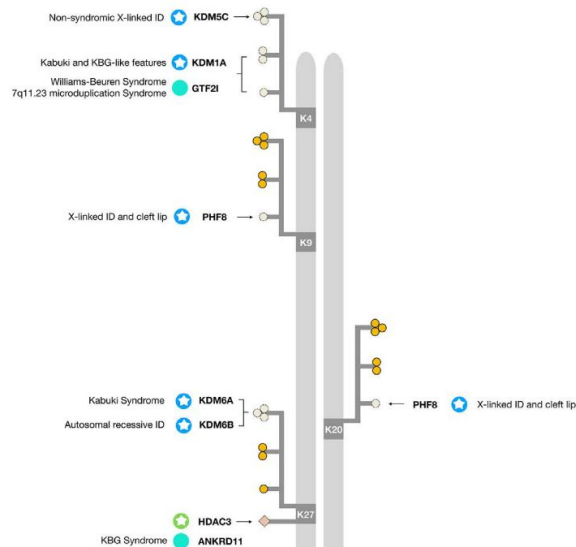 Non-syndromic X-linked ID KDM5C
Kabuki and KBG-like features KDM1A
Williams-Beuren Syndrome
7q11.23 microduplication Syndrome
GTF2I
K4
X-linked ID and cleft lip PHF8
K9
PHF8 X-linked ID and cleft lip
Kabuki Syndrome KDM6A
Autosomal recessive ID KDM6B
K20
K27
HDAC3
KBG Syndrome ANKRD11